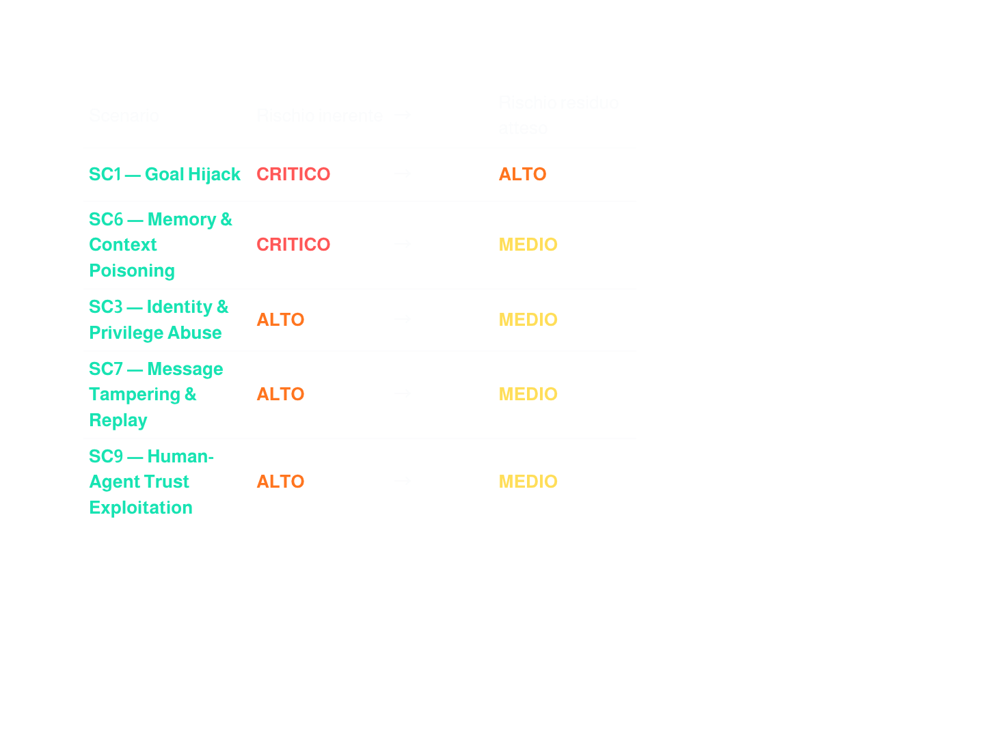 Scenario
Rischio inerente →
Rischio residuo
atteso
SC1 — Goal Hijack
CRITICO
→
ALTO
SC6 — Memory &
Context
Poisoning
CRITICO
→
MEDIO
SC3 — Identity &
Privilege Abuse
ALTO
→
MEDIO
SC7 — Message
Tampering &
Replay
ALTO
→
MEDIO
SC9 — Human-
Agent Trust
Exploitation
ALTO
→
MEDIO